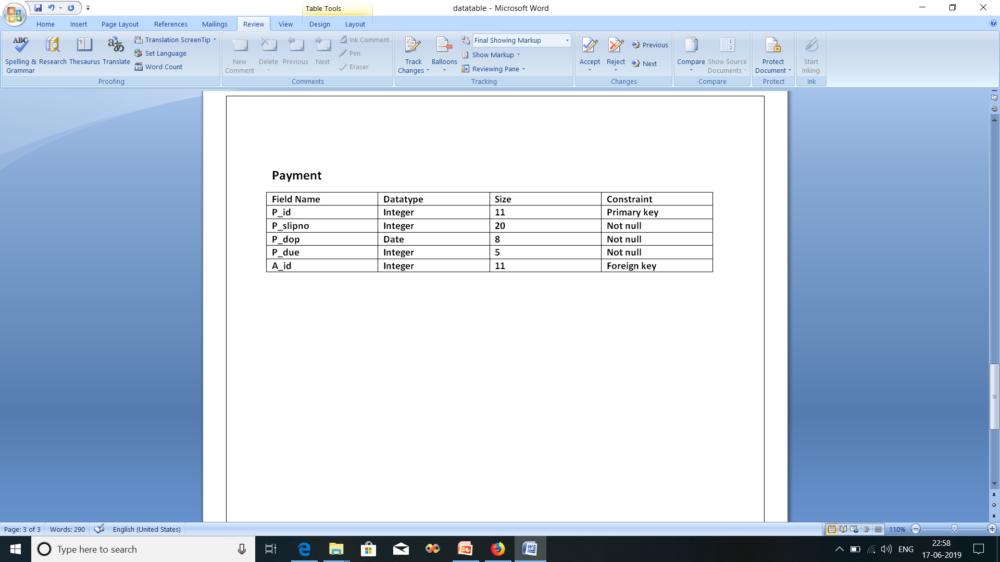 Table Tools
datatable - Microsoft Word
Home Insert Page Layout References Mailings Review View Design Layout
ABC Spelling & Grammar
Research
Thesaurus
Translate
Translation ScreenTip
Set Language
ABC 123 Word Count
Proofing
New Comment
Delete
Previous
Next
Ink Comment
Pen
Eraser
Comments
Track Changes
Balloons
Final Showing Markup
Show Markup
Reviewing Pane
Tracking
Accept
Reject
Previous
Next
Changes
Compare
Show Source Documents
Compare
Protect Document
Protect
Start Inking
Ink
Payment
Field Name Datatype Size Constraint
P_id Integer 11 Primary key
P_slipno Integer 20 Not null
P_dop Date 8 Not null
P_due Integer 5 Not null
A_id Integer 11 Foreign key
Page: 3 of 3 Words: 290 English (United States) 110%
Type here to search
ENG
22:58
17-06-2019